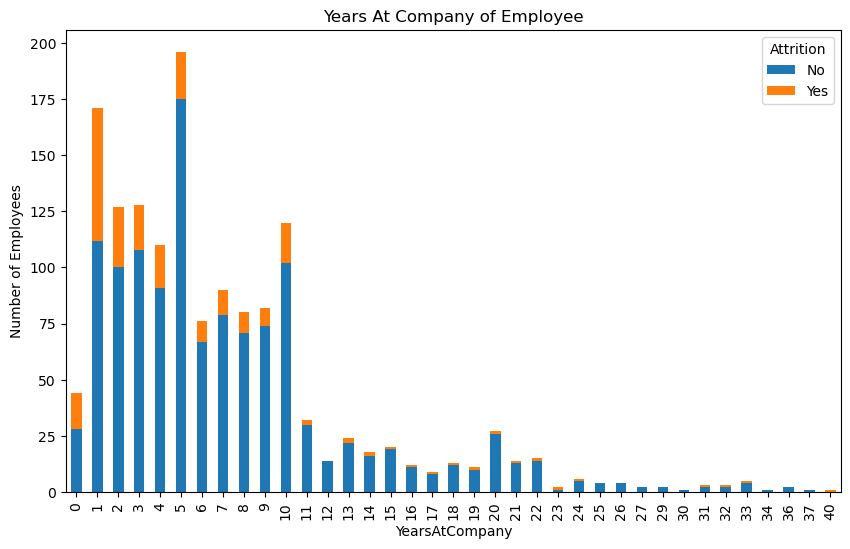 Years At Company of Employee
Number of Employees
200
175
150
125
100
75
50
25
0
Attrition
No
Yes
0 1 2 3 4 5 6 7 8 9 10 11 12 13 14 15 16 17 18 19 20 21 22 23 24 25 26 27 29 30 31 32 33 34 36 37 40
YearsAtCompany